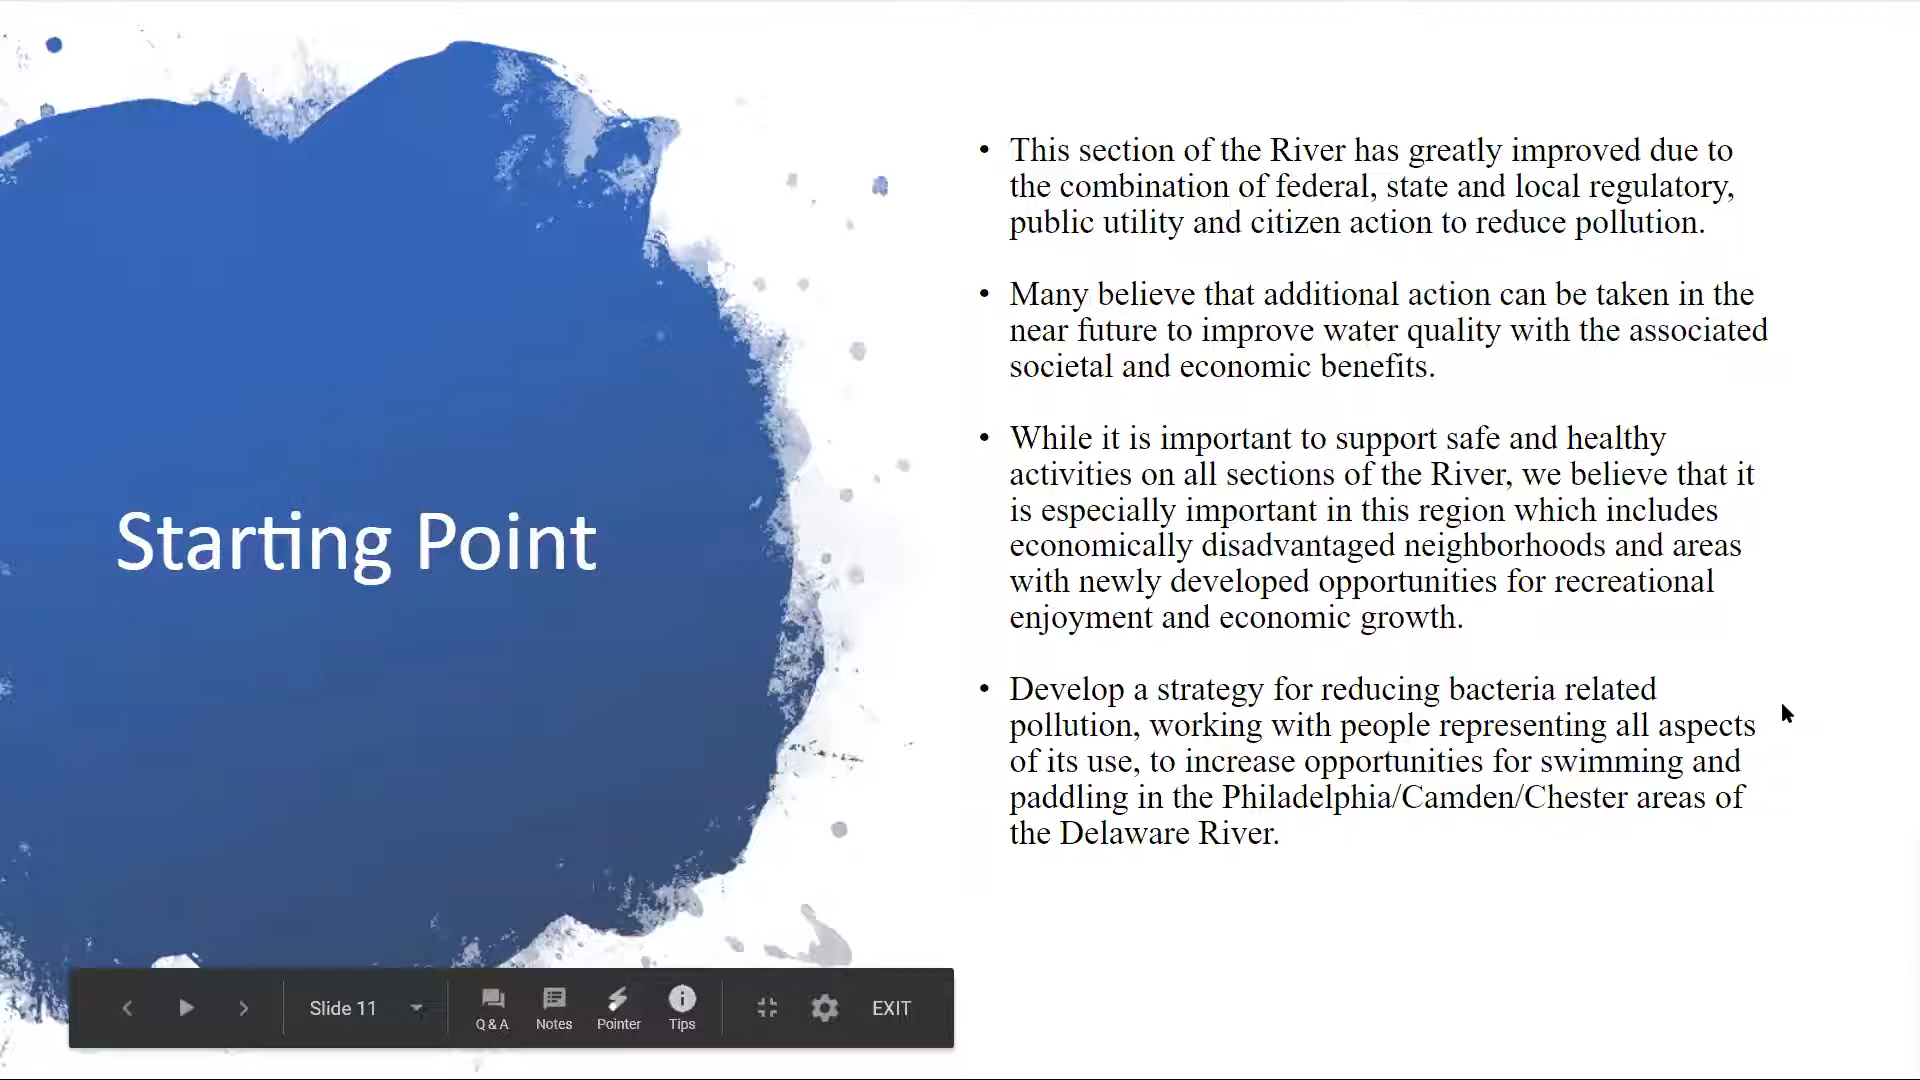 Starting Point
• This section of the River has greatly improved due to
the combination of federal, state and local regulatory,
public utility and citizen action to reduce pollution.
• Many believe that additional action can be taken in the
near future to improve water quality with the associated
societal and economic benefits.
• While it is important to support safe and healthy
activities on all sections of the River, we believe that it
is especially important in this region which includes
economically disadvantaged neighborhoods and areas
with newly developed opportunities for recreational
enjoyment and economic growth.
• Develop a strategy for reducing bacteria related
pollution, working with people representing all aspects
of its use, to increase opportunities for swimming and
paddling in the Philadelphia/Camden/Chester areas of
the Delaware River.
Slide 11
Q & A
Notes
Pointer
Tips
EXIT